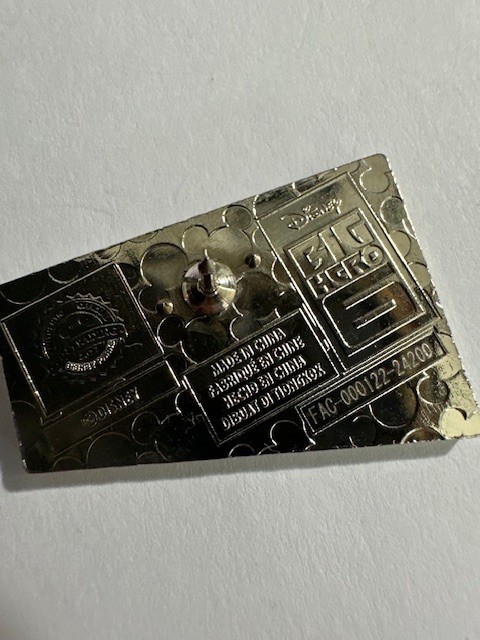 Disney
BIG
HERO
6
MADE IN CHINA
FABRIQUÉ EN CHINE
HECHO EN CHINA
DIBUAT DI TIONGKOK
FAC-000122-24200
©DISNEY